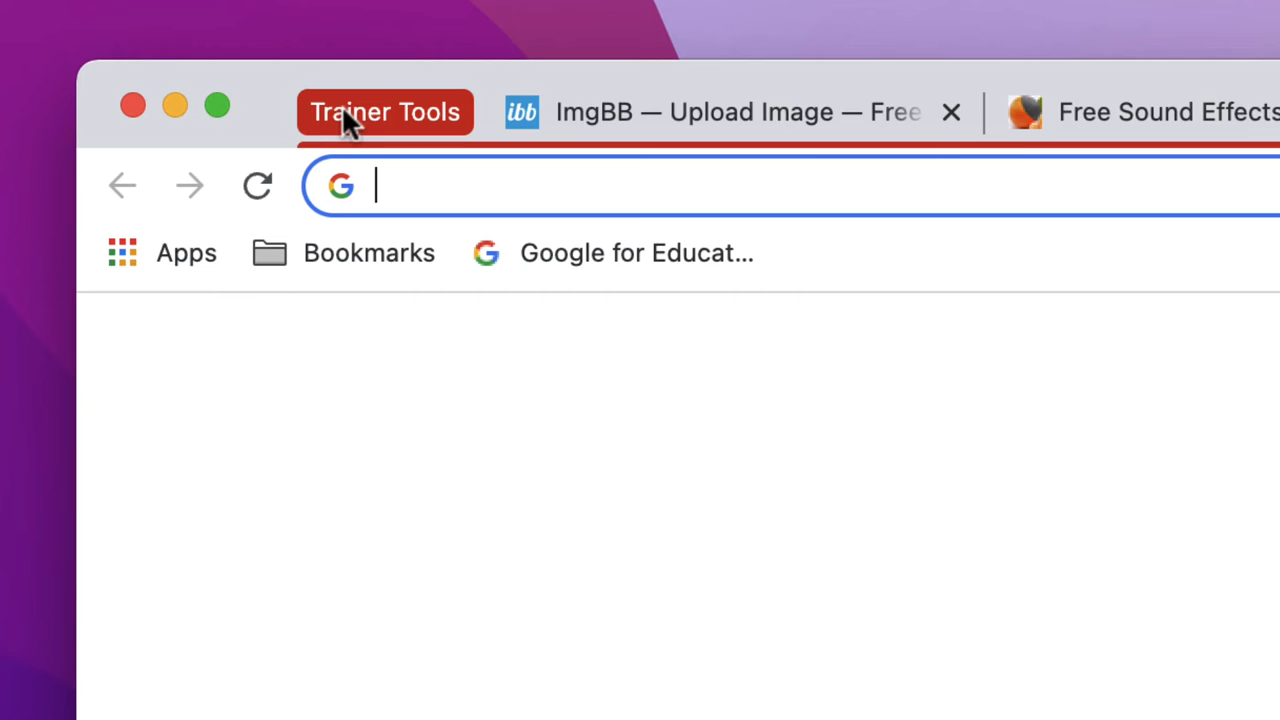 Trainer Tools ibb ImgBB — Upload Image — Free Free Sound Effects
Apps Bookmarks Google for Educat...